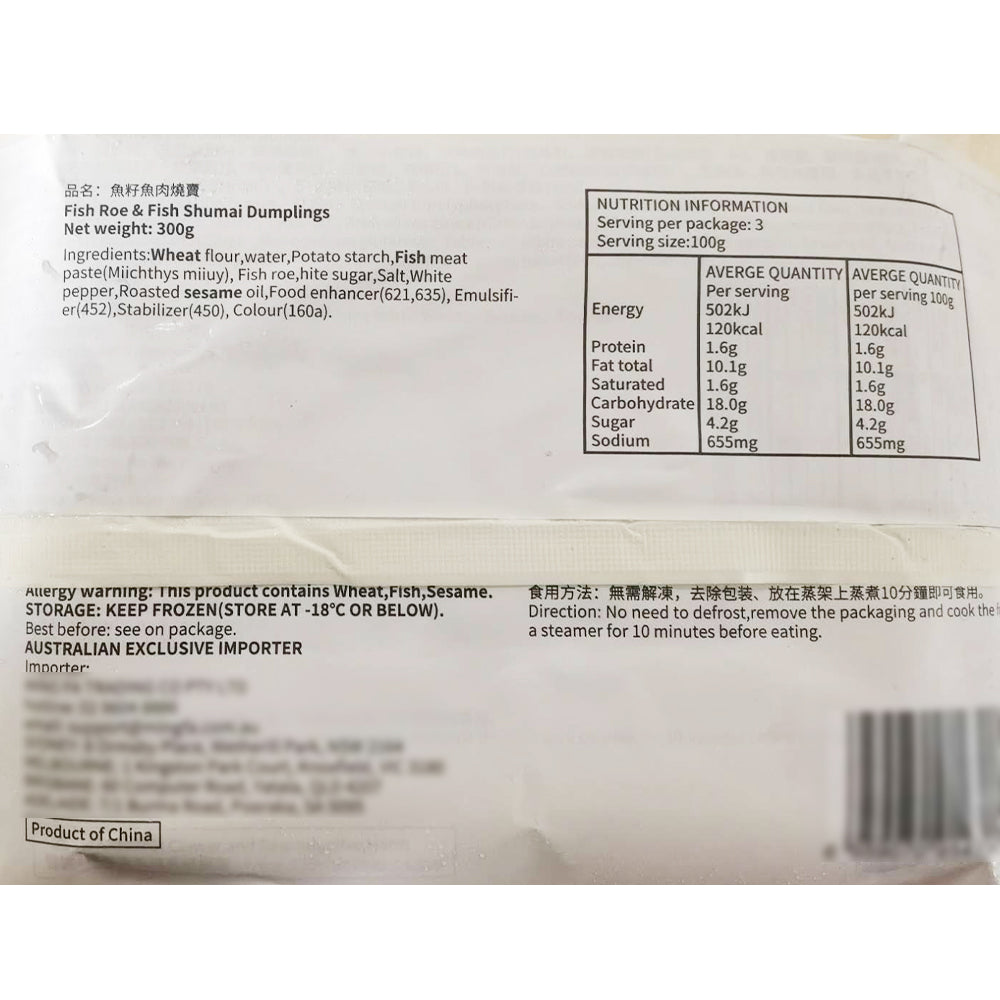 品名：魚籽魚肉燒賣
Fish Roe & Fish Shumai Dumplings
Net weight: 300g
Ingredients:Wheat flour,water,Potato starch,Fish meat
paste(Miichthys miiuy), Fish roe,hite sugar,Salt,White
pepper,Roasted sesame oil,Food enhancer(621,635), Emulsifi-
er(452),Stabilizer(450), Colour(160a).
NUTRITION INFORMATION
Serving per package: 3
Serving size:100g
AVERGE QUANTITY AVERGE QUANTITY
Per serving per serving 100g
Energy 502kJ 502kJ
120kcal 120kcal
Protein 1.6g 1.6g
Fat total 10.1g 10.1g
Saturated 1.6g 1.6g
Carbohydrate 18.0g 18.0g
Sugar 4.2g 4.2g
Sodium 655mg 655mg
Allergy warning: This product contains Wheat,Fish,Sesame.
STORAGE: KEEP FROZEN(STORE AT -18°C OR BELOW).
Best before: see on package.
AUSTRALIAN EXCLUSIVE IMPORTER
Importer:
Product of China
食用方法：無需解凍，去除包装、放在蒸架上蒸煮10分鐘即可食用。
Direction: No need to defrost,remove the packaging and cook the
a steamer for 10 minutes before eating.